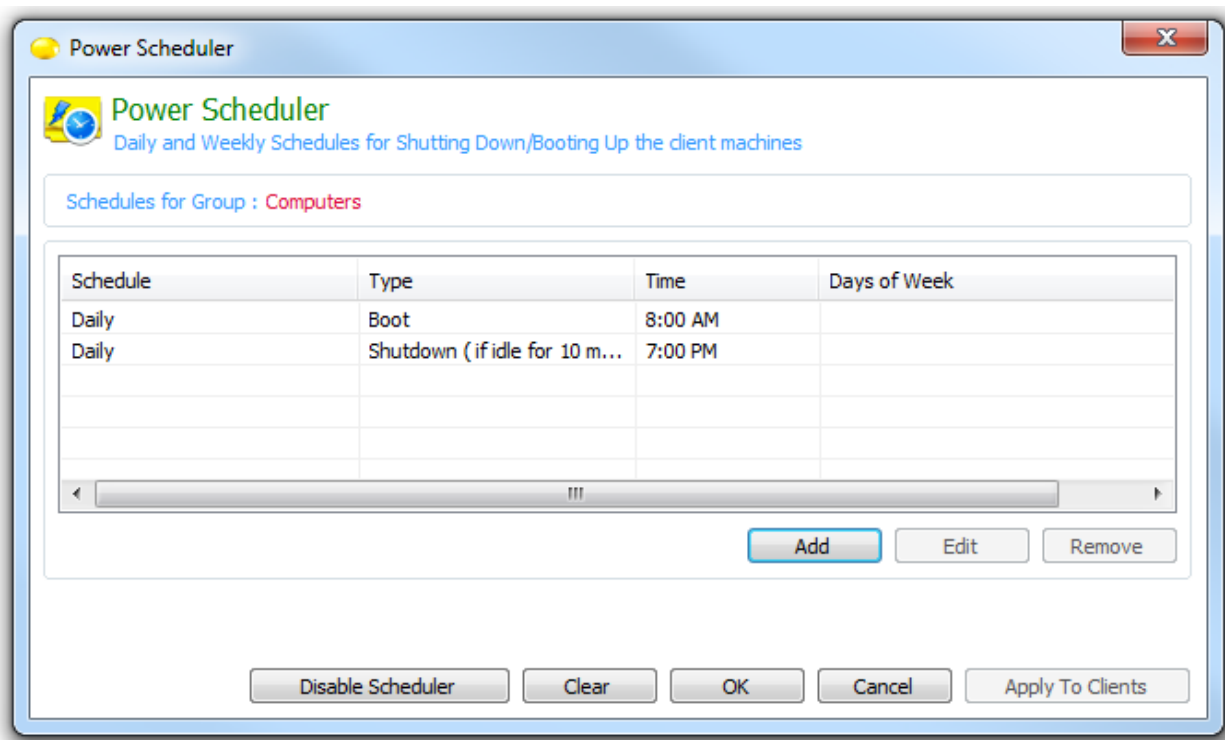 Power Scheduler
Power Scheduler
Daily and Weekly Schedules for Shutting Down/Booting Up the client machines
Schedules for Group : Computers
Schedule Type Time Days of Week
Daily Boot 8:00 AM
Daily Shutdown ( if idle for 10 m... 7:00 PM
Add Edit Remove
Disable Scheduler Clear OK Cancel Apply To Clients